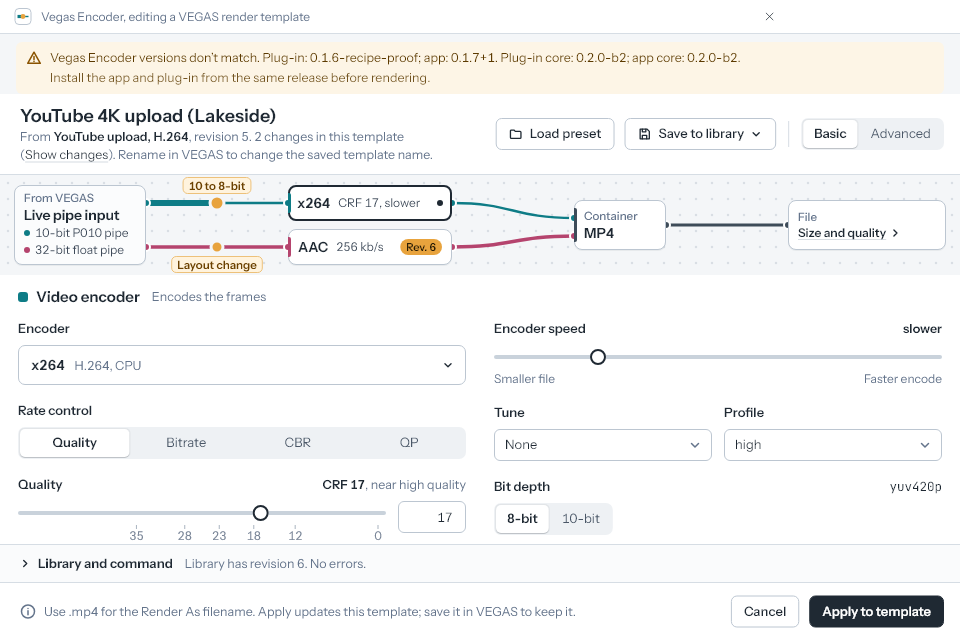 Vegas Encoder, editing a VEGAS render template
Vegas Encoder versions don't match. Plug-in: 0.1.6-recipe-proof; app: 0.1.7+1. Plug-in core: 0.2.0-b2; app core: 0.2.0-b2.
Install the app and plug-in from the same release before rendering.
YouTube 4K upload (Lakeside)
From YouTube upload, H.264, revision 5. 2 changes in this template
(Show changes). Rename in VEGAS to change the saved template name.
Load preset
Save to library
Basic
Advanced
From VEGAS
Live pipe input
10-bit P010 pipe
32-bit float pipe
10 to 8-bit
Layout change
x264 CRF 17, slower
AAC 256 kb/s Rev. 6
Container
MP4
File
Size and quality
Video encoder Encodes the frames
Encoder
x264 H.264, CPU
Rate control
Quality Bitrate CBR QP
Quality CRF 17, near high quality
17
35 28 23 18 12 0
Encoder speed slower
Smaller file Faster encode
Tune
None
Profile
high
Bit depth yuv420p
8-bit 10-bit
Library and command Library has revision 6. No errors.
Use .mp4 for the Render As filename. Apply updates this template; save it in VEGAS to keep it.
Cancel
Apply to template